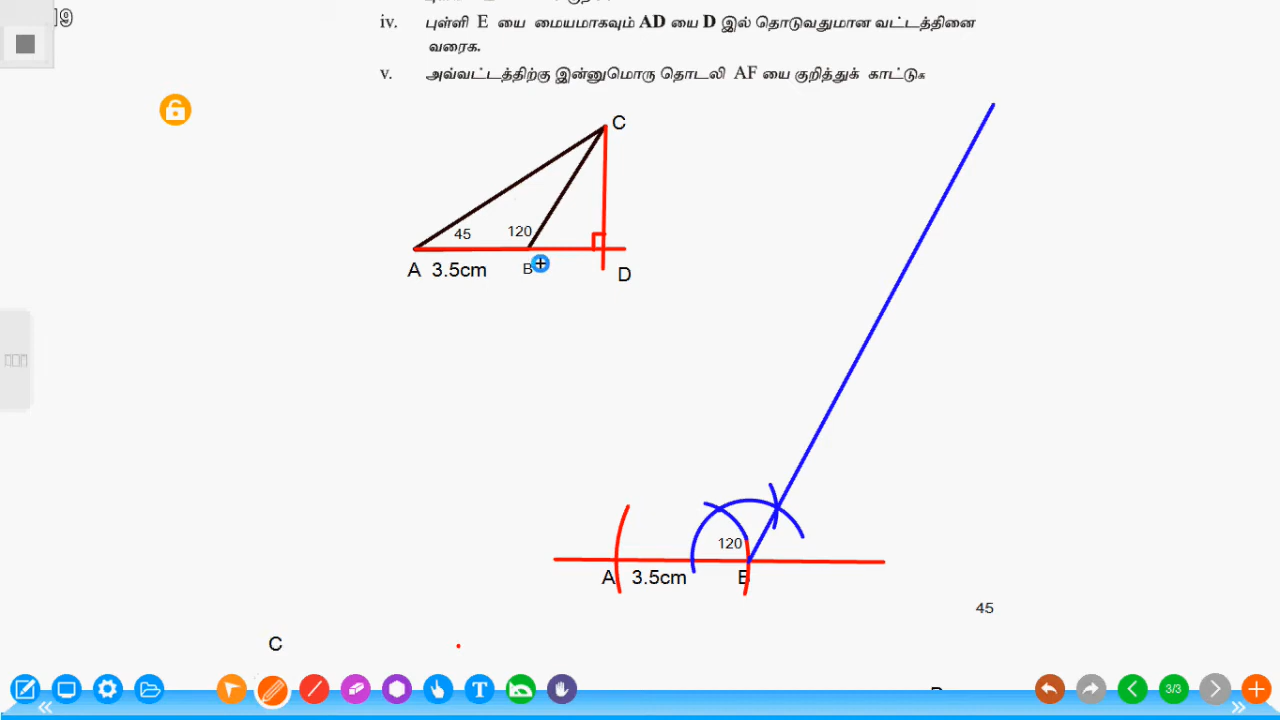 iv. புள்ளி E யை மையமாகவும் AD யை D இல் தொடுவதுமான வட்டத்தினை
வரைக.
v. அவ்வட்டத்திற்கு இன்னுமொரு தொடலி AF யை குறித்துக் காட்டுக
C
45 120
A 3.5cm B
D
120
A 3.5cm
45
C
3/3
T